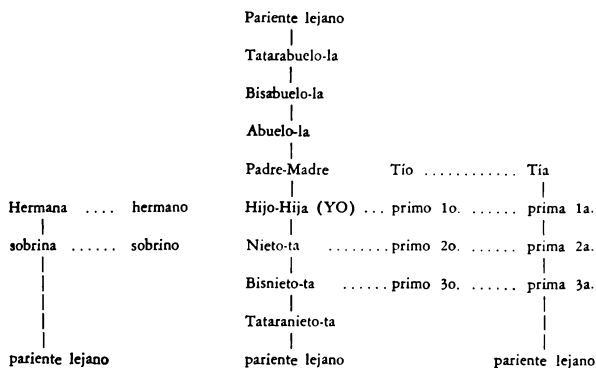 Pariente lejano
Tatarabuelo-la
Bisabuelo-la
Abuelo-la
Padre-Madre Tío ............ Tía
Hermana .... hermano Hijo-Hija (YO) ... primo 1o. ...... prima 1a.
sobrina ...... sobrino Nieto-ta ........ primo 2o. ...... prima 2a.
Bisnieto-ta ...... primo 3o. ...... prima 3a.
Tataranieto-ta
pariente lejano pariente lejano pariente lejano